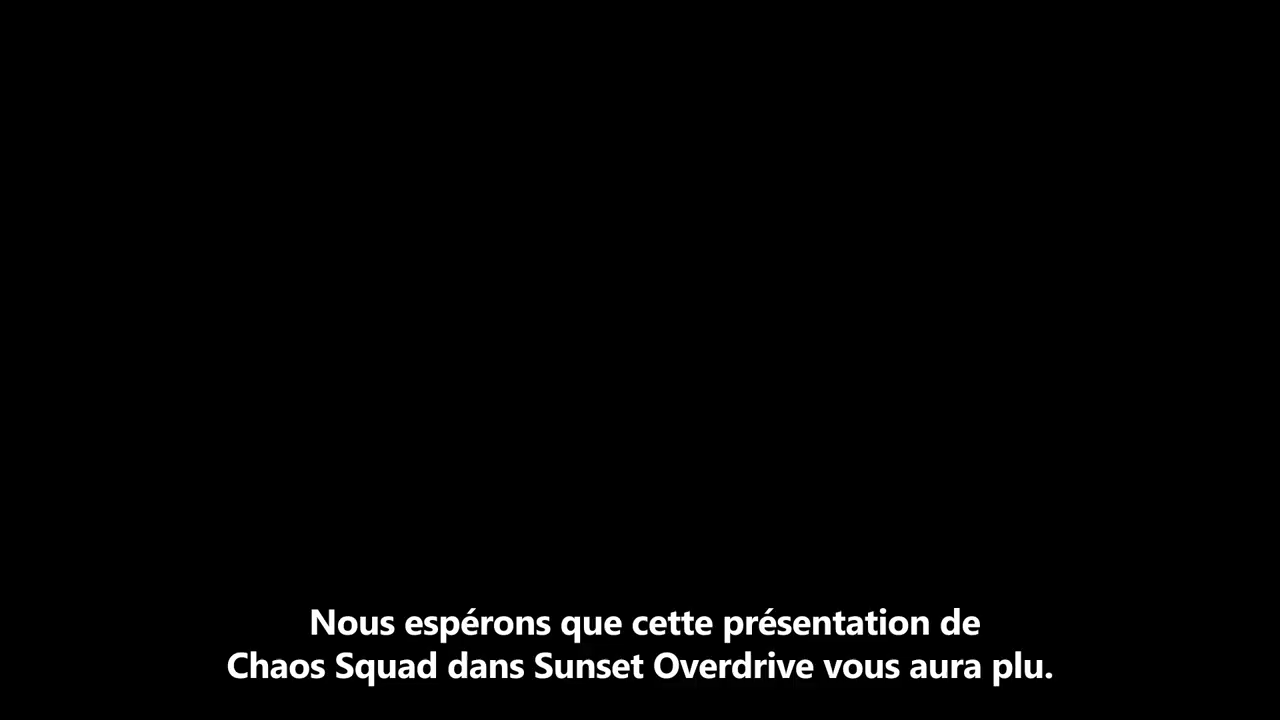 Nous espérons que cette présentation de
Chaos Squad dans Sunset Overdrive vous aura plu.